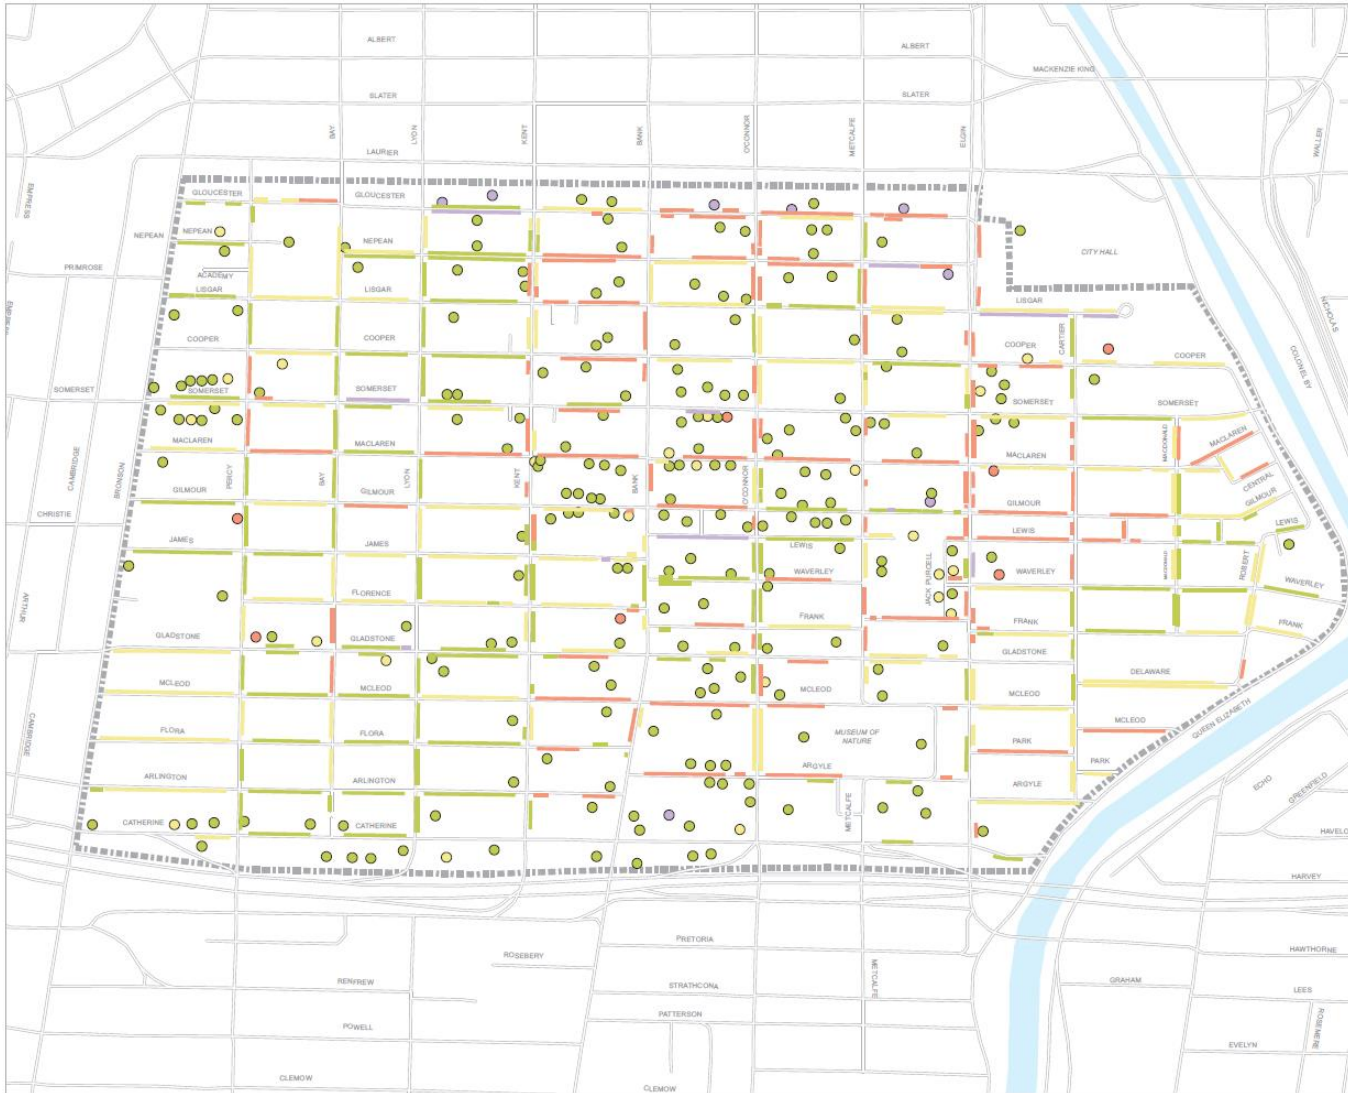 ALBERT
ALBERT
MACKENZIE KING
SLATER
SLATER
BAY
LYON
KENT
BANK
O'CONNOR
METCALFE
ELGIN
WALLER
LAURIER
EMPRESS
GLOUCESTER
GLOUCESTER
NEPEAN
NEPEAN
NEPEAN
CITY HALL
PRIMROSE
ACADEMY
LISGAR
LISGAR
LISGAR
NICHOLAS
COOPER
COOPER
COOPER
CARTIER
COOPER
COLONEL BY
SOMERSET
SOMERSET
SOMERSET
SOMERSET
SOMERSET
MACLAREN
MACLAREN
MACLAREN
MACDONALD
MACLAREN
CAMBRIDGE
BRONSON
PERCY
BAY
LYON
KENT
BANK
O'CONNOR
CENTRAL
GILMOUR
GILMOUR
GILMOUR
GILMOUR
CHRISTIE
LEWIS
LEWIS
JAMES
JAMES
LEWIS
WAVERLEY
WAVERLEY
MACDONALD
ROBERT
WAVERLEY
JACK PURCELL
ARTHUR
FLORENCE
FRANK
FRANK
FRANK
GLADSTONE
GLADSTONE
GLADSTONE
DELAWARE
MCLEOD
MCLEOD
MCLEOD
MCLEOD
QUEEN ELIZABETH
CAMBRIDGE
FLORA
FLORA
MUSEUM OF
NATURE
MCLEOD
PARK
PARK
ARLINGTON
ARLINGTON
ARGYLE
ARGYLE
ECHO
GREENFIELD
CATHERINE
CATHERINE
METCALFE
HARVEY
PRETORIA
HAWTHORNE
ROSEBERY
METCALFE
RENFREW
STRATHCONA
GRAHAM
LEES
PATTERSON
ROSEMERE
POWELL
EVELYN
CLEMOW
CLEMOW